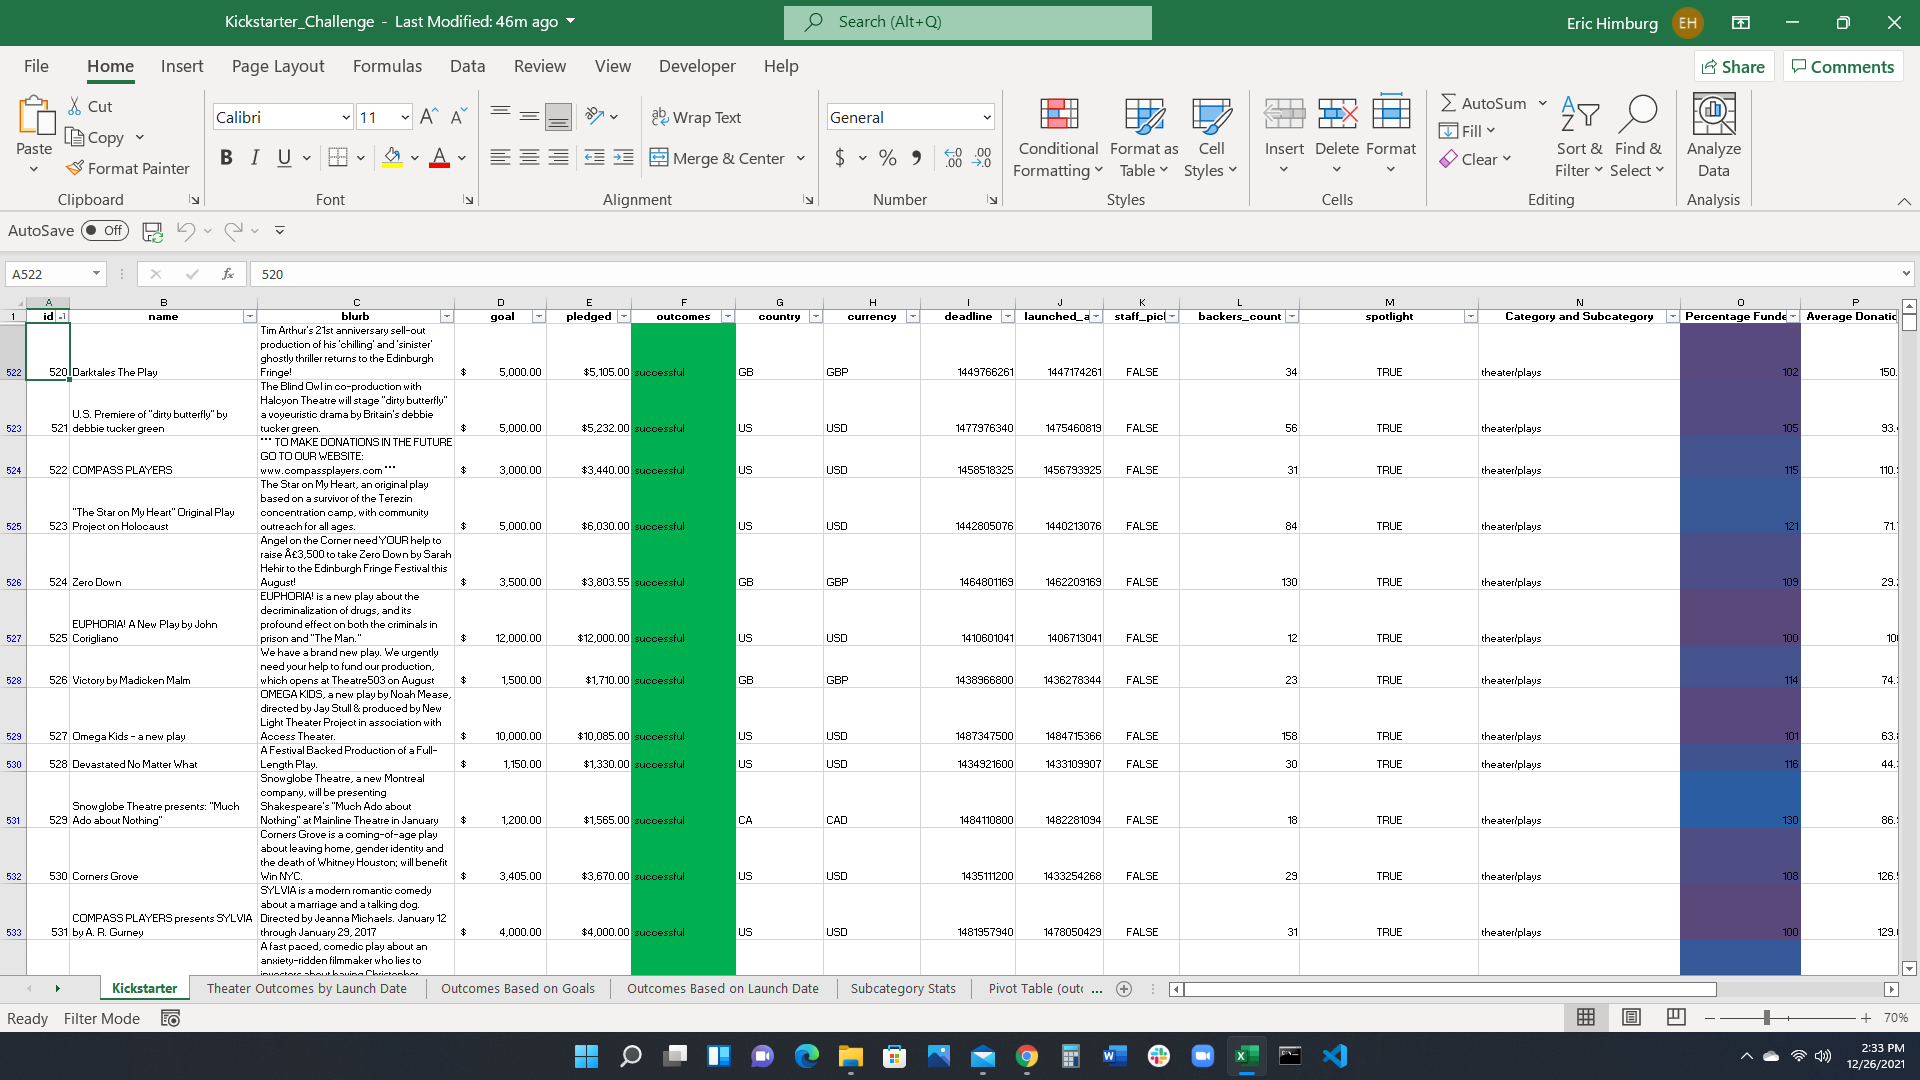 Kickstarter_Challenge - Last Modified: 46m ago
Search (Alt+Q)
Eric Himburg EH
File Home Insert Page Layout Formulas Data Review View Developer Help
Share Comments
Paste
Cut
Copy
Format Painter
Clipboard
Calibri 11
B I U
Font
Wrap Text
Merge & Center
Alignment
General
$ % ,
Number
Conditional Formatting
Format as Table
Cell Styles
Styles
Insert Delete Format
Cells
AutoSum
Fill
Clear
Sort & Filter
Find & Select
Editing
Analyze Data
Analysis
AutoSave Off
A522 fx 520
A B C D E F G H I J K L M N O P
1 id name blurb goal pledged outcomes country currency deadline launched_a staff_picl backers_count spotlight Category and Subcategory Percentage Funde Average Donatic
522 520 Darktales The Play Tim Arthur's 21st anniversary sell-out production of his 'chilling' and 'sinister' ghostly thriller returns to the Edinburgh Fringe! $ 5,000.00 $5,105.00 successful GB GBP 1449766261 1447174261 FALSE 34 TRUE theater/plays 102 150.
523 521 U.S. Premiere of "dirty butterfly" by debbie tucker green The Blind Owl in co-production with Halcyon Theatre will stage "dirty butterfly" a voyeuristic drama by Britain's debbie tucker green. $ 5,000.00 $5,232.00 successful US USD 1477976340 1475460819 FALSE 56 TRUE theater/plays 105 93.
524 522 COMPASS PLAYERS *** TO MAKE DONATIONS IN THE FUTURE GO TO OUR WEBSITE: www.compassplayers.com *** $ 3,000.00 $3,440.00 successful US USD 1458518325 1456793925 FALSE 31 TRUE theater/plays 115 110.
525 523 "The Star on My Heart" Original Play Project on Holocaust The Star on My Heart, an original play based on a survivor of the Terezin concentration camp, with community outreach for all ages. $ 5,000.00 $6,030.00 successful US USD 1442805076 1440213076 FALSE 84 TRUE theater/plays 121 71.
526 524 Zero Down Angel on the Corner need YOUR help to raise Â£3,500 to take Zero Down by Sarah Hehir to the Edinburgh Fringe Festival this August! $ 3,500.00 $3,803.55 successful GB GBP 1464801169 1462209169 FALSE 130 TRUE theater/plays 109 29.
527 525 EUPHORIA! A New Play by John Corigliano EUPHORIA! is a new play about the decriminalization of drugs, and its profound effect on both the criminals in prison and "The Man." $ 12,000.00 $12,000.00 successful US USD 1410601041 1406713041 FALSE 12 TRUE theater/plays 100 10
528 526 Victory by Madicken Malm We have a brand new play. We urgently need your help to fund our production, which opens at Theatre503 on August $ 1,500.00 $1,710.00 successful GB GBP 1438966800 1436278344 FALSE 23 TRUE theater/plays 114 74.
529 527 Omega Kids - a new play OMEGA KIDS, a new play by Noah Mease, directed by Jay Stull & produced by New Light Theater Project in association with Access Theater. $ 10,000.00 $10,085.00 successful US USD 1487347500 1484715366 FALSE 158 TRUE theater/plays 101 63.
530 528 Devastated No Matter What A Festival Backed Production of a Full-Length Play. $ 1,150.00 $1,330.00 successful US USD 1434921600 1433109907 FALSE 30 TRUE theater/plays 116 44.
531 529 Snowglobe Theatre presents: "Much Ado about Nothing" Snowglobe Theatre, a new Montreal company, will be presenting Shakespeare's "Much Ado about Nothing" at Mainline Theatre in January $ 1,200.00 $1,565.00 successful CA CAD 1484110800 1482281094 FALSE 18 TRUE theater/plays 130 86.
532 530 Corners Grove Corners Grove is a coming-of-age play about leaving home, gender identity and the death of Whitney Houston; will benefit Win NYC. $ 3,405.00 $3,670.00 successful US USD 1435111200 1433254268 FALSE 29 TRUE theater/plays 108 126.
533 531 COMPASS PLAYERS presents SYLVIA by A. R. Gurney SYLVIA is a modern romantic comedy about a marriage and a talking dog. Directed by Jeanna Michaels. January 12 through January 29, 2017 $ 4,000.00 $4,000.00 successful US USD 1481957940 1478050429 FALSE 31 TRUE theater/plays 100 129.
A fast paced, comedic play about an anxiety-ridden filmmaker who lies to investors about having Christopher
Kickstarter Theater Outcomes by Launch Date Outcomes Based on Goals Outcomes Based on Launch Date Subcategory Stats Pivot Table (outc ...
Ready Filter Mode 70%
2:33 PM
12/26/2021